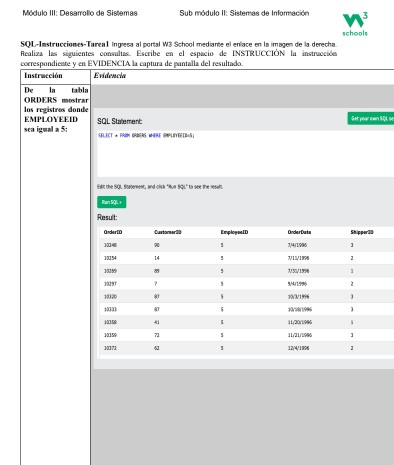 Módulo III: Desarrollo de Sistemas Sub módulo II: Sistemas de Información
3
schools
SQL-Instrucciones-Tarea1 Ingresa al portal W3 School mediante el enlace en la imagen de la derecha.
Realiza las siguientes consultas. Escribe en el espacio de INSTRUCCIÓN la instrucción
correspondiente y en EVIDENCIA la captura de pantalla del resultado.
Instrucción Evidencia
De la tabla
ORDERS mostrar
los registros donde
EMPLOYEEID
sea igual a 5:
SQL Statement:
Get your own SQL se
SELECT * FROM ORDERS WHERE EMPLOYEEID=5;
Edit the SQL Statement, and click "Run SQL" to see the result.
Run SQL »
Result:
OrderID CustomerID EmployeeID OrderDate ShipperID
10248 90 5 7/4/1996 3
10254 14 5 7/11/1996 2
10269 89 5 7/31/1996 1
10297 7 5 9/4/1996 2
10320 87 5 10/3/1996 3
10333 87 5 10/18/1996 3
10358 41 5 11/20/1996 1
10359 72 5 11/21/1996 3
10372 62 5 12/4/1996 2